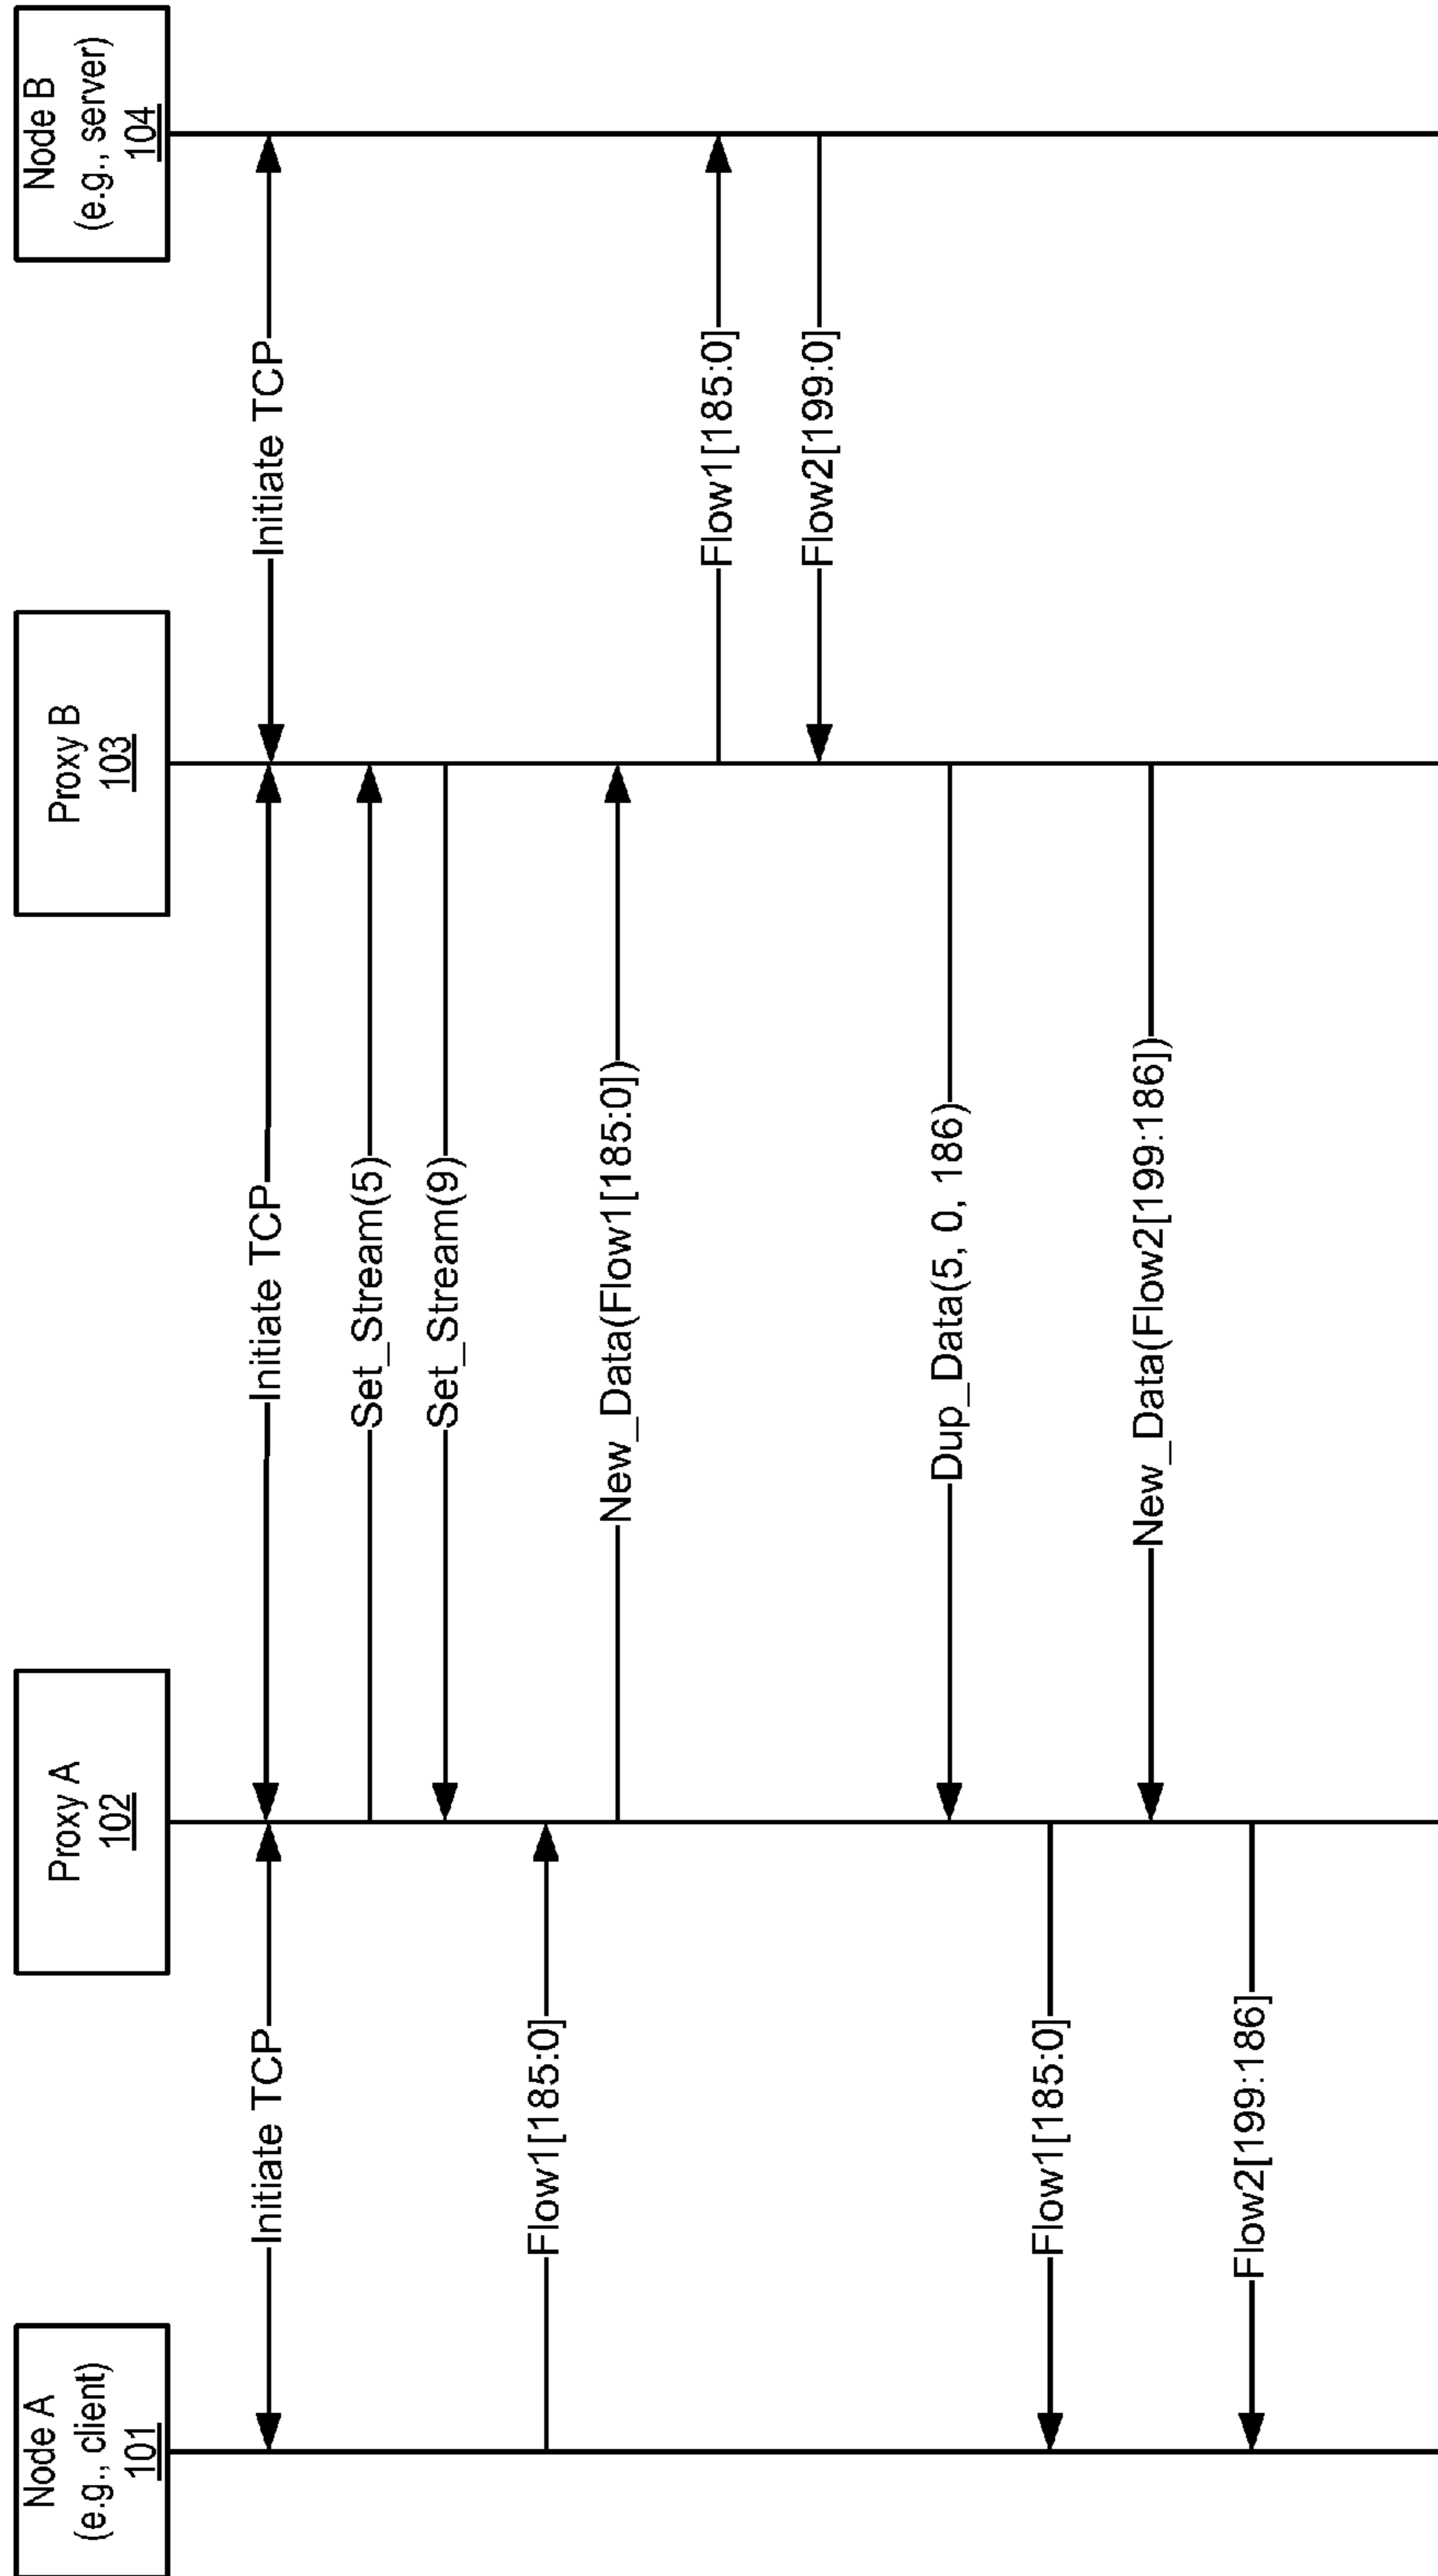 Node A
(e.g., client)
101
Proxy A
102
Proxy B
103
Node B
(e.g., server)
104
Initiate TCP
Initiate TCP
Initiate TCP
Set_Stream(5)
Set_Stream(9)
Flow1[185:0]
New_Data(Flow1[185:0])
Flow1[185:0]
Flow2[199:0]
Dup_Data(5, 0, 186)
Flow1[185:0]
New_Data(Flow2[199:186])
Flow2[199:186]